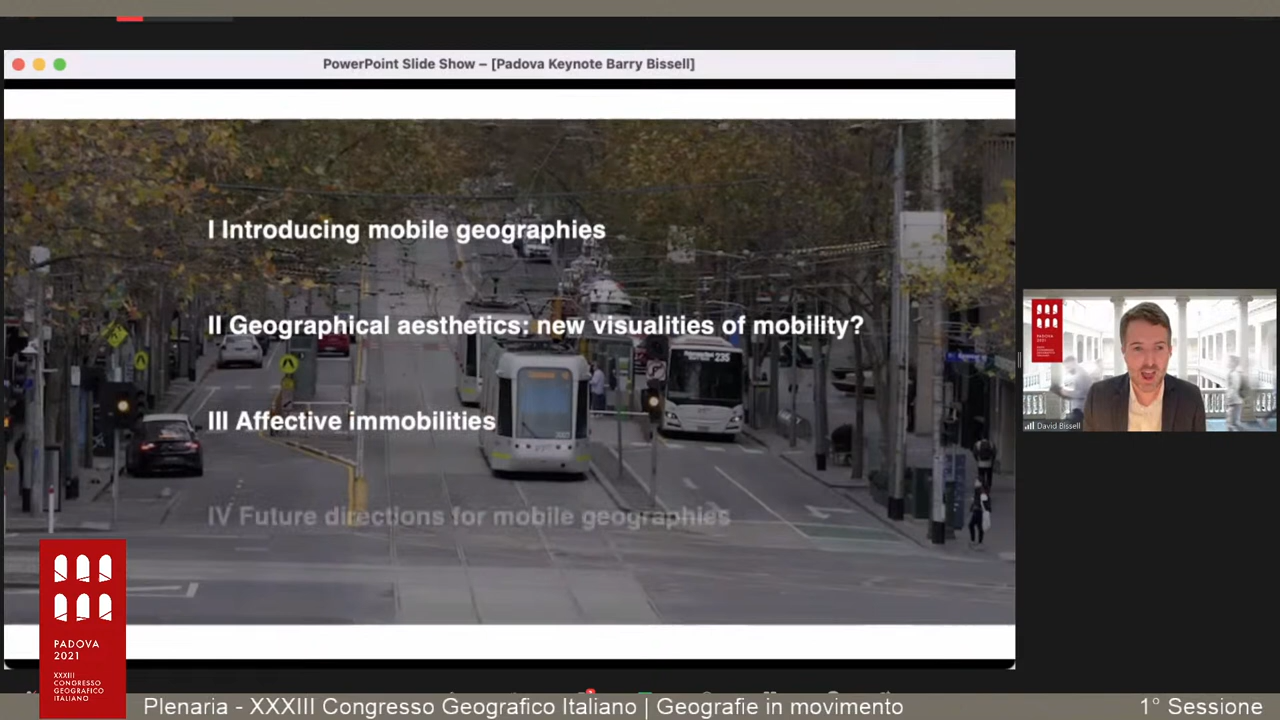 PowerPoint Slide Show – [Padova Keynote Barry Bissell]
I Introducing mobile geographies
II Geographical aesthetics: new visualities of mobility?
III Affective immobilities
IV Future directions for mobile geographies
235
David Bissell
PADOVA
2021
XXXIII
CONGRESSO
GEOGRAFICO
ITALIANO
Plenaria - XXXIII Congresso Geografico Italiano | Geografie in movimento
1° Sessione